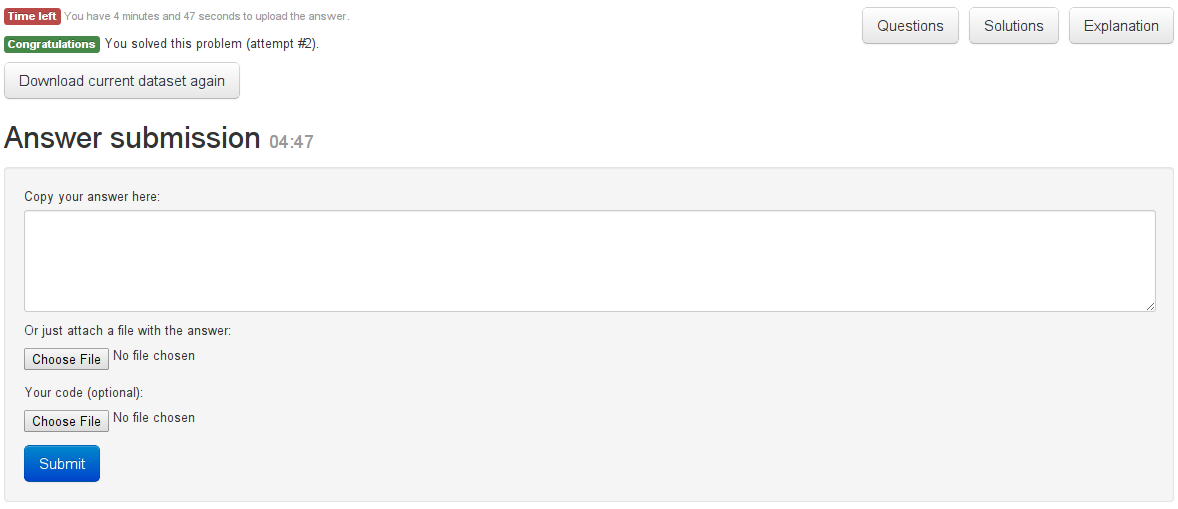 Time left You have 4 minutes and 47 seconds to upload the answer.
Congratulations You solved this problem (attempt #2).
Questions Solutions Explanation
Download current dataset again
Answer submission 04:47
Copy your answer here:
Or just attach a file with the answer:
Choose File No file chosen
Your code (optional):
Choose File No file chosen
Submit